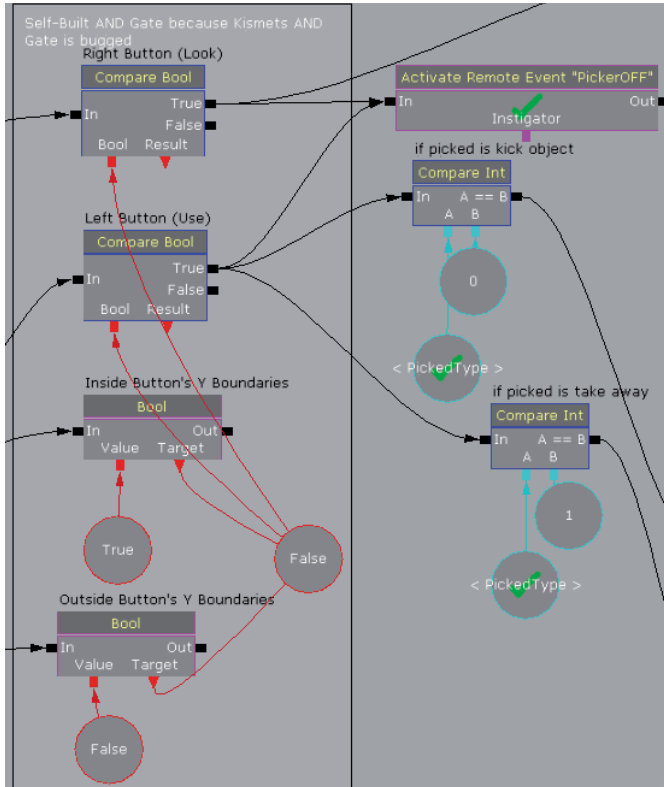 Self-Built AND Gate because Kismets AND
Gate is bugged
Right Button (Look)
Compare Bool
In
True
False
Bool Result
Activate Remote Event "PickerOFF"
In
Out
Instigator
if picked is kick object
Compare Int
In A == B
A B
0
< PickedType >
Left Button (Use)
Compare Bool
In
True
False
Bool Result
if picked is take away
Compare Int
In A == B
A B
1
< PickedType >
Inside Button's Y Boundaries
Bool
In Out
Value Target
True
False
Outside Button's Y Boundaries
Bool
In Out
Value Target
False